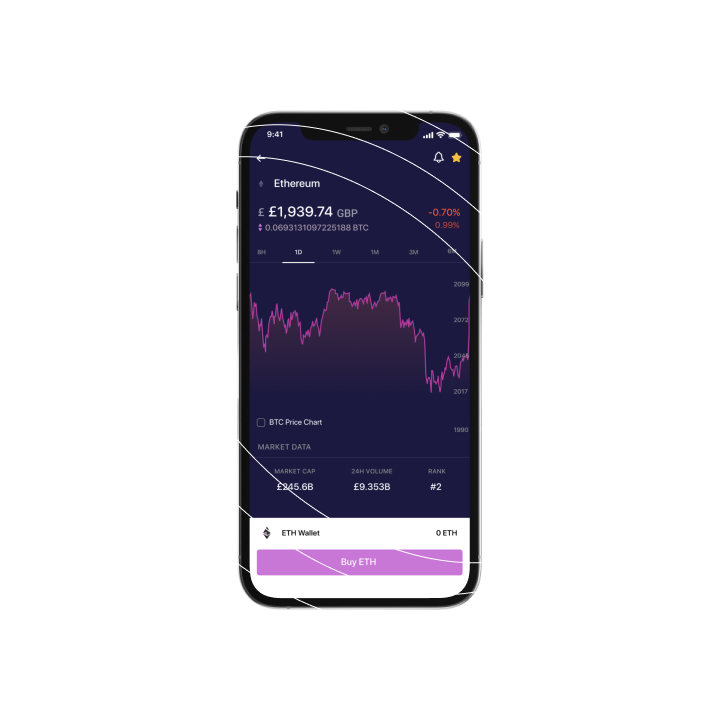 9:41
Ethereum
£ £1,939.74 GBP -0.70%
0.0693131097225188 BTC 0.99%
8H 1D 1W 1M 3M 6M
2099
2072
2045
2017
BTC Price Chart
1990
MARKET DATA
MARKET CAP 24H VOLUME RANK
£245.6B £9.353B #2
ETH Wallet 0 ETH
Buy ETH